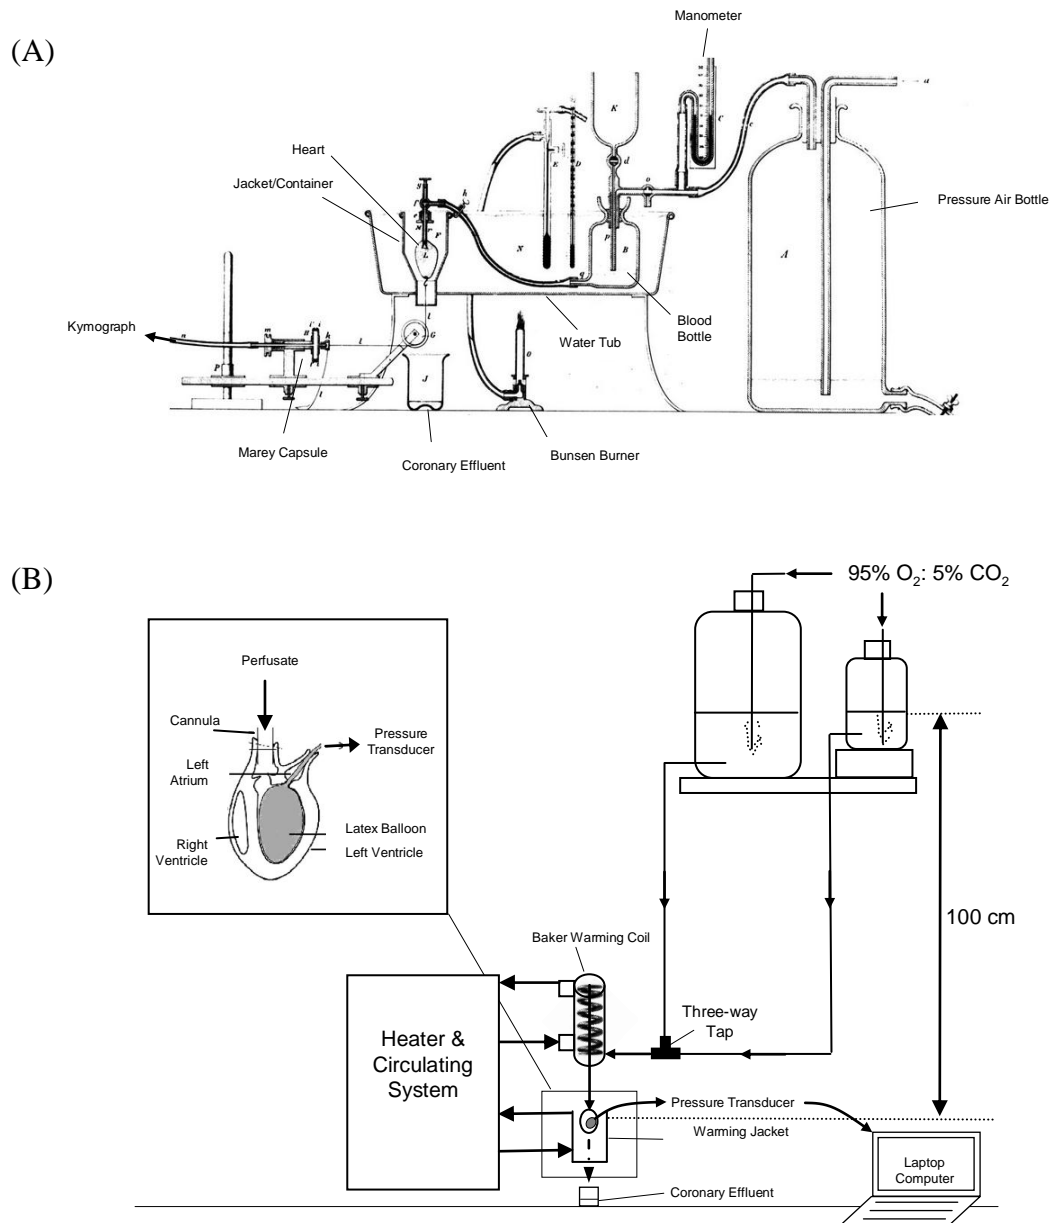 (A)
Manometer
Heart
Jacket/Container
Pressure Air Bottle
Kymograph
Water Tub
Blood
Bottle
Marey Capsule
Coronary Effluent
Bunsen Burner
K
C
d
a
c
o
E
D
A
N
B
F
L
G
J
O
P
(B)
95% O₂: 5% CO₂
Perfusate
Cannula
Pressure
Transducer
Left
Atrium
Latex Balloon
Right
Ventricle
Left Ventricle
100 cm
Baker Warming Coil
Three-way
Tap
Heater &
Circulating
System
Pressure Transducer
Warming Jacket
Laptop
Computer
Coronary Effluent